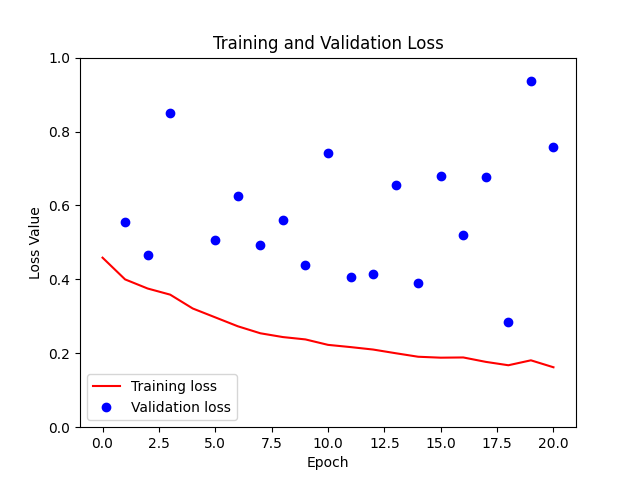 Training and Validation Loss
1.0
0.8
0.6
0.4
0.2
0.0
Loss Value
Training loss
Validation loss
0.0 2.5 5.0 7.5 10.0 12.5 15.0 17.5 20.0
Epoch